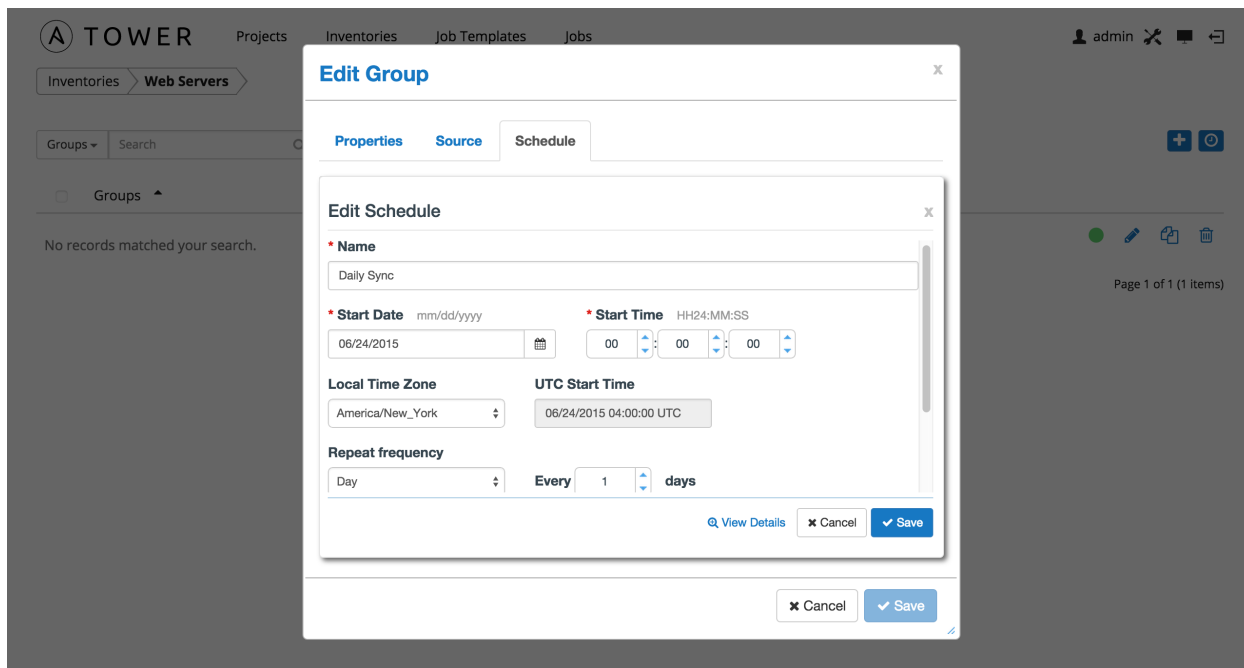 A TOWER Projects Inventories Job Templates Jobs admin
Inventories Web Servers
Edit Group x
Groups Search
Properties Source Schedule
Groups
Edit Schedule x
No records matched your search.
* Name
Daily Sync
Page 1 of 1 (1 items)
* Start Date mm/dd/yyyy * Start Time HH24:MM:SS
06/24/2015 00 : 00 : 00
Local Time Zone UTC Start Time
America/New_York 06/24/2015 04:00:00 UTC
Repeat frequency
Day Every 1 days
View Details Cancel Save
Cancel Save